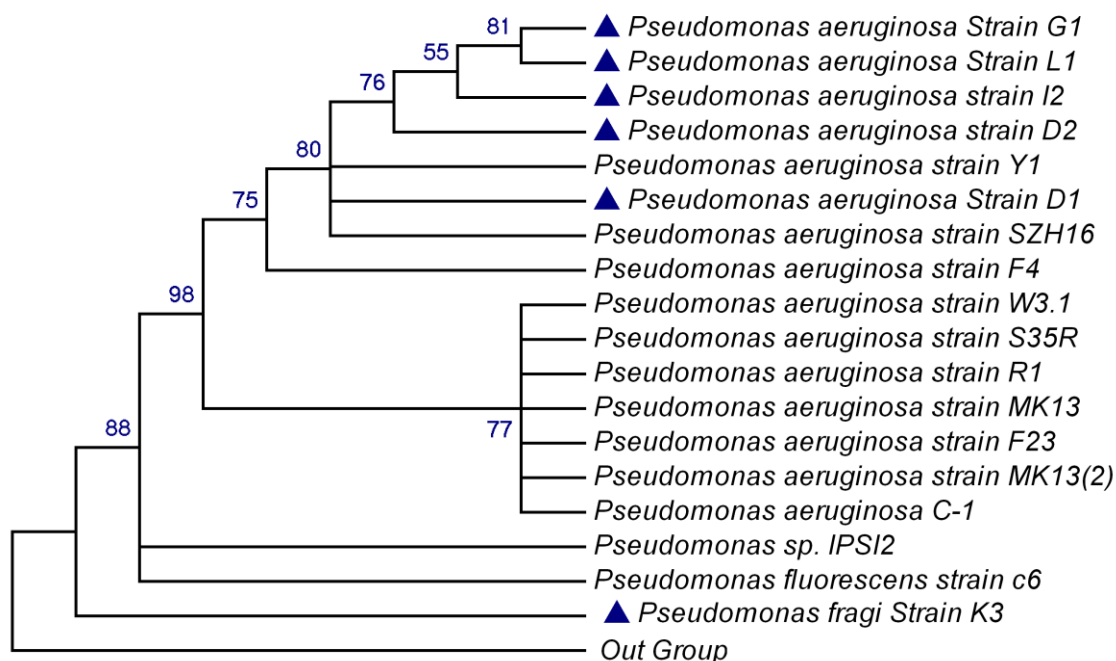 81
Pseudomonas aeruginosa Strain G1
55
Pseudomonas aeruginosa Strain L1
76
Pseudomonas aeruginosa strain I2
Pseudomonas aeruginosa strain D2
80
Pseudomonas aeruginosa strain Y1
75
Pseudomonas aeruginosa Strain D1
Pseudomonas aeruginosa strain SZH16
Pseudomonas aeruginosa strain F4
98
Pseudomonas aeruginosa strain W3.1
Pseudomonas aeruginosa strain S35R
Pseudomonas aeruginosa strain R1
Pseudomonas aeruginosa strain MK13
88
77
Pseudomonas aeruginosa strain F23
Pseudomonas aeruginosa strain MK13(2)
Pseudomonas aeruginosa C-1
Pseudomonas sp. IPSI2
Pseudomonas fluorescens strain c6
Pseudomonas fragi Strain K3
Out Group